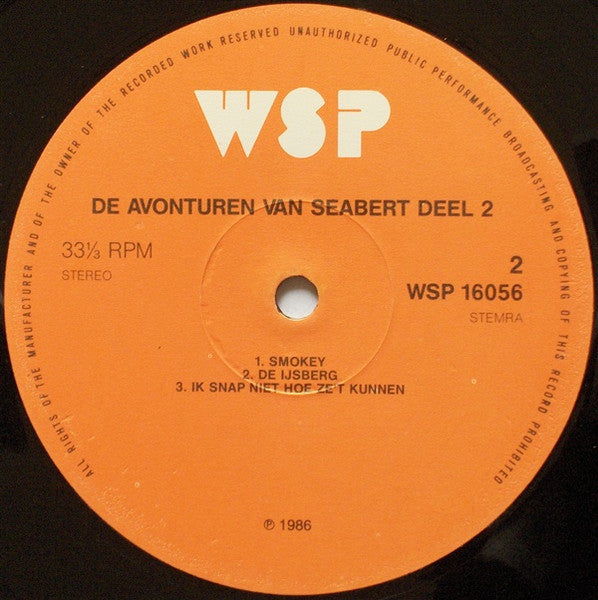 ALL RIGHTS OF THE MANUFACTURER AND OF THE OWNER OF THE RECORDED WORK RESERVED UNAUTHORIZED PUBLIC PERFORMANCE BROADCASTING AND COPYING OF THIS RECORD PROHIBITED
WSP
DE AVONTUREN VAN SEABERT DEEL 2
33⅓ RPM
STEREO
2
WSP 16056
STEMRA
1. SMOKEY
2. DE IJSBERG
3. IK SNAP NIET HOE ZE'T KUNNEN
℗ 1986